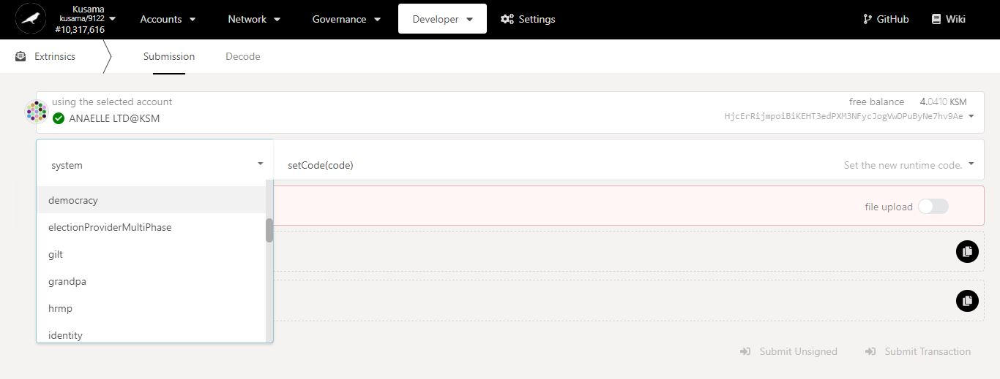 Kusama
kusama/9122
#10,317,616
Accounts
Network
Governance
Developer
Settings
GitHub
Wiki
Extrinsics
Submission
Decode
using the selected account
free balance 4.0410 KSM
ANAELLE LTD@KSM
HjcErRijmpoiBiKEHT3edPXM3NFycJogVwDPuByNe7hv9Ae
system
setCode(code)
Set the new runtime code.
democracy
file upload
electionProviderMultiPhase
gilt
grandpa
hrmp
identity
Submit Unsigned
Submit Transaction